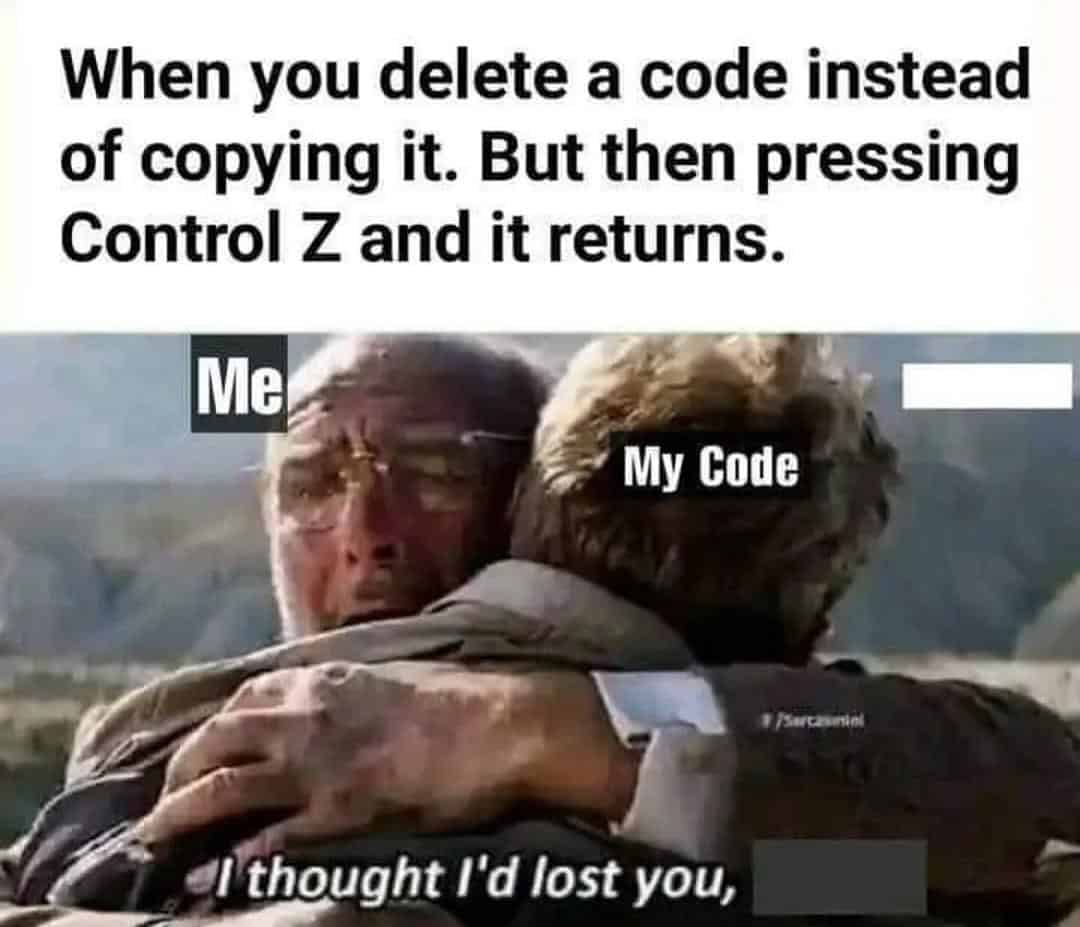 When you delete a code instead
of copying it. But then pressing
Control Z and it returns.
Me
My Code
I thought I'd lost you,